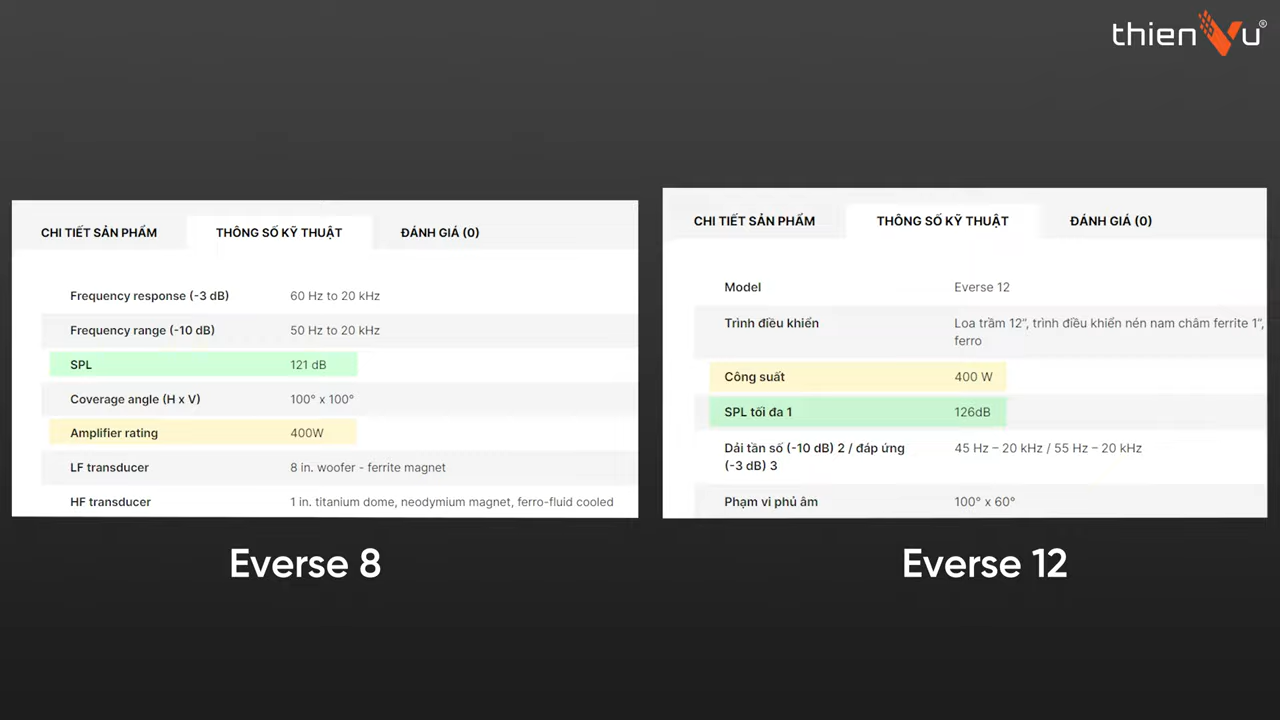 thienVu®
CHI TIẾT SẢN PHẨM THÔNG SỐ KỸ THUẬT ĐÁNH GIÁ (0)
Frequency response (-3 dB) 60 Hz to 20 kHz
Frequency range (-10 dB) 50 Hz to 20 kHz
SPL 121 dB
Coverage angle (H x V) 100° x 100°
Amplifier rating 400W
LF transducer 8 in. woofer - ferrite magnet
HF transducer 1 in. titanium dome, neodymium magnet, ferro-fluid cooled
Everse 8
CHI TIẾT SẢN PHẨM THÔNG SỐ KỸ THUẬT ĐÁNH GIÁ (0)
Model Everse 12
Trình điều khiển Loa trầm 12”, trình điều khiển nén nam châm ferrite 1”,
ferro
Công suất 400 W
SPL tối đa 1 126dB
Dải tần số (-10 dB) 2 / đáp ứng 45 Hz – 20 kHz / 55 Hz – 20 kHz
(-3 dB) 3
Phạm vi phủ âm 100° x 60°
Everse 12